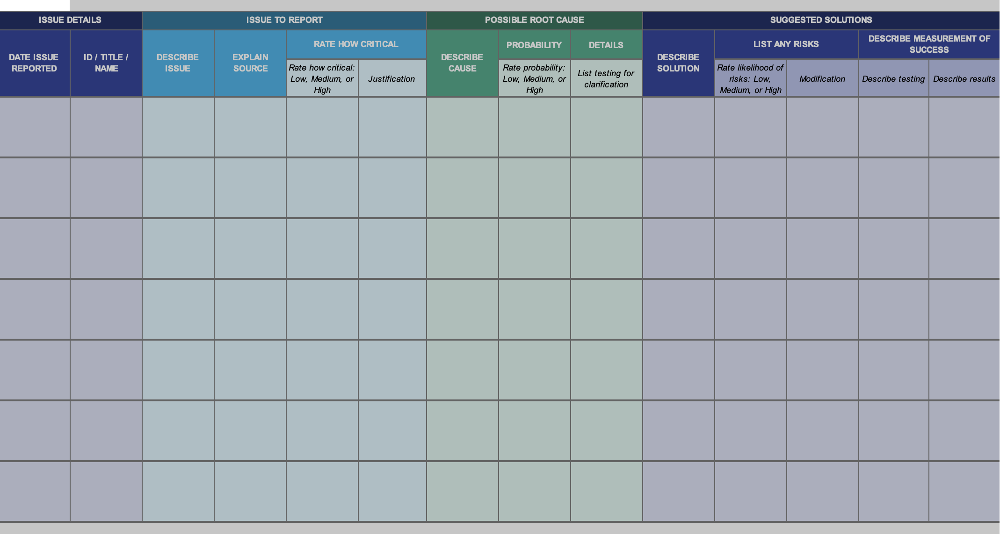 ISSUE DETAILS
ISSUE TO REPORT
POSSIBLE ROOT CAUSE
SUGGESTED SOLUTIONS
DATE ISSUE
REPORTED
ID / TITLE /
NAME
DESCRIBE
ISSUE
EXPLAIN
SOURCE
RATE HOW CRITICAL
Rate how critical:
Low, Medium, or
High
Justification
DESCRIBE
CAUSE
PROBABILITY
Rate probability:
Low, Medium, or
High
DETAILS
List testing for
clarification
DESCRIBE
SOLUTION
LIST ANY RISKS
Rate likelihood of
risks: Low,
Medium, or High
Modification
DESCRIBE MEASUREMENT OF
SUCCESS
Describe testing
Describe results